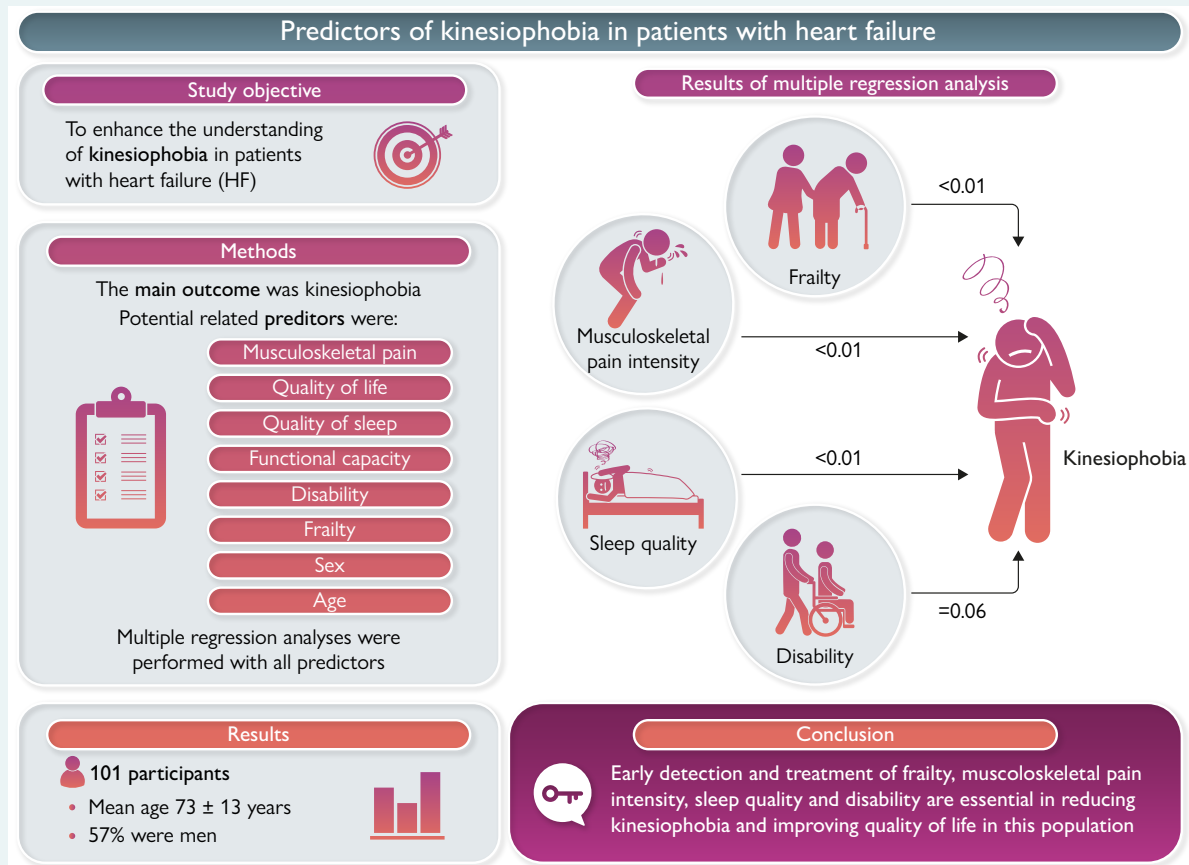 Predictors of kinesiophobia in patients with heart failure
Study objective
To enhance the understanding
of kinesiophobia in patients
with heart failure (HF)
Methods
The main outcome was kinesiophobia
Potential related preditors were:
Musculoskeletal pain
Quality of life
Quality of sleep
Functional capacity
Disability
Frailty
Sex
Age
Multiple regression analyses were
performed with all predictors
Results
101 participants
• Mean age 73 ± 13 years
• 57% were men
Results of multiple regression analysis
Frailty
<0.01
Musculoskeletal
pain intensity
<0.01
Sleep quality
<0.01
Disability
=0.06
Kinesiophobia
Conclusion
Early detection and treatment of frailty, muscoloskeletal pain
intensity, sleep quality and disability are essential in reducing
kinesiophobia and improving quality of life in this population